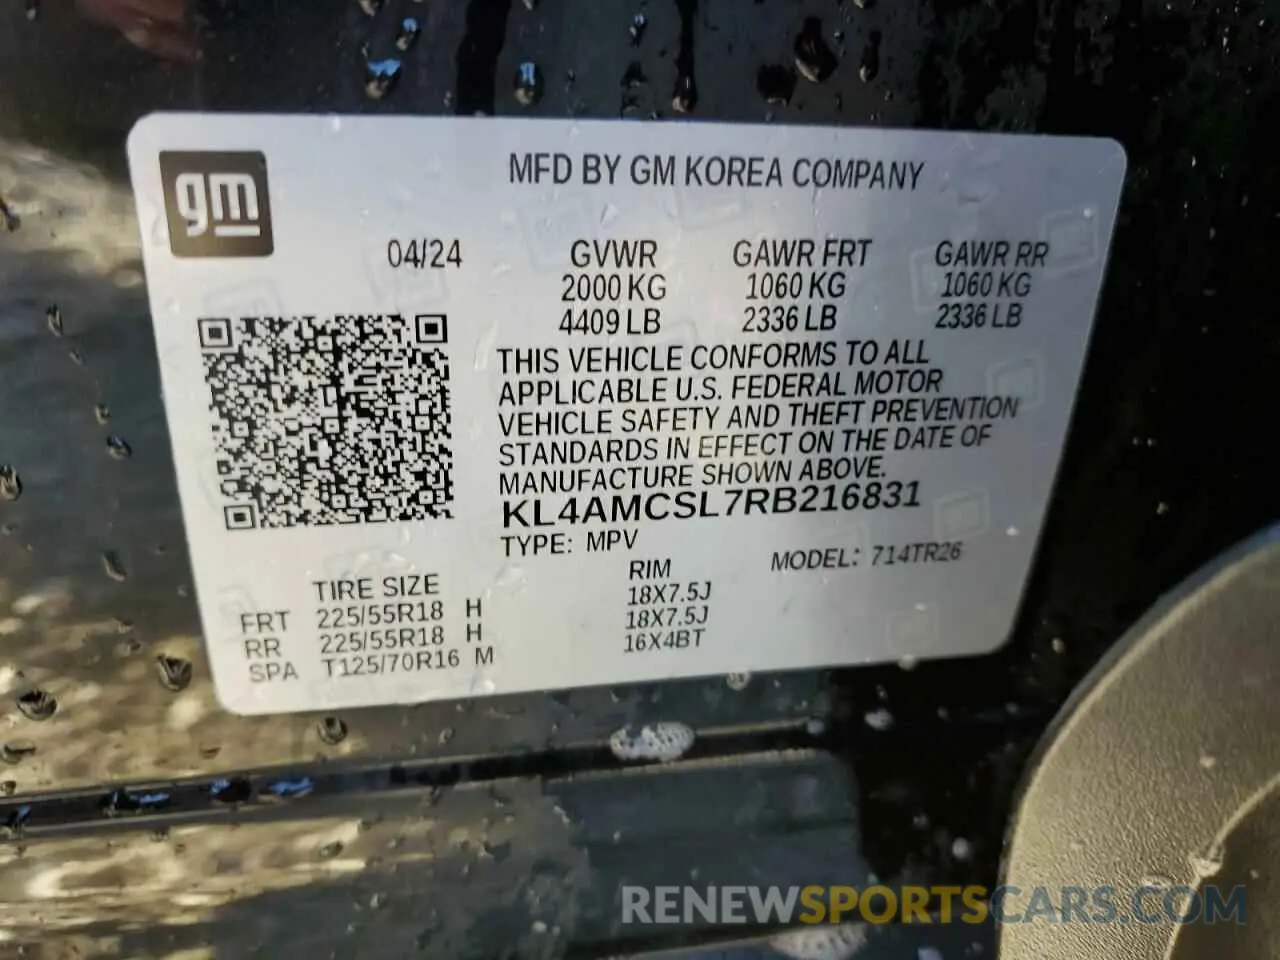 gm
MFD BY GM KOREA COMPANY
04/24 GVWR GAWR FRT GAWR RR
2000 KG 1060 KG 1060 KG
4409 LB 2336 LB 2336 LB
THIS VEHICLE CONFORMS TO ALL
APPLICABLE U.S. FEDERAL MOTOR
VEHICLE SAFETY AND THEFT PREVENTION
STANDARDS IN EFFECT ON THE DATE OF
MANUFACTURE SHOWN ABOVE.
KL4AMCSL7RB216831
TYPE: MPV MODEL: 714TR26
TIRE SIZE RIM
FRT 225/55R18 H 18X7.5J
RR 225/55R18 H 18X7.5J
SPA T125/70R16 M 16X4BT
RENEWSPORTSCARS.COM